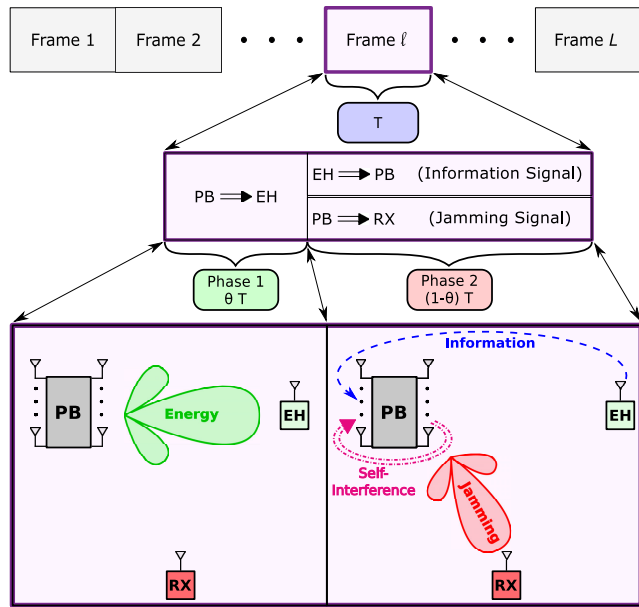 Frame 1
Frame 2
• • •
Frame ℓ
• • •
Frame L
T
PB ⟹ EH
EH ⟹ PB (Information Signal)
PB ⟹ RX (Jamming Signal)
Phase 1
θ T
Phase 2
(1-θ) T
PB
Energy
EH
RX
Information
PB
EH
Self-
Interference
Jamming
RX